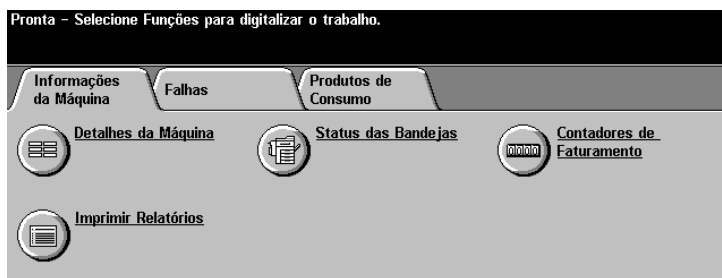 Pronta - Selecione Funções para digitalizar o trabalho.
Informações
da Máquina
Falhas
Produtos de
Consumo
Detalhes da Máquina
Status das Bandejas
Contadores de
Faturamento
Imprimir Relatórios